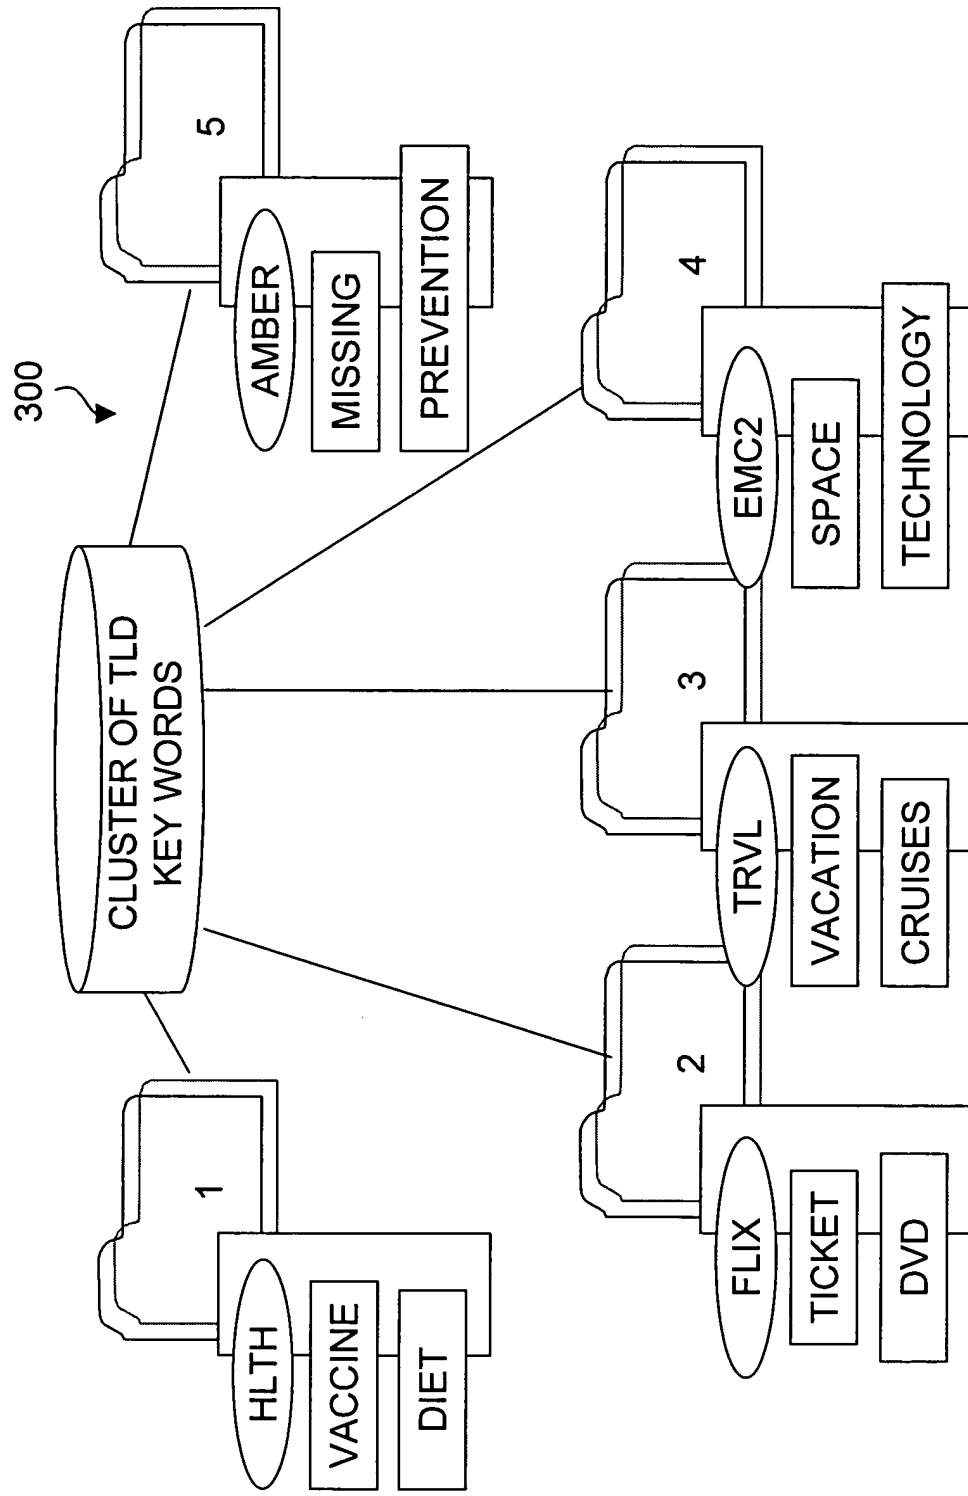 300
CLUSTER OF TLD
KEY WORDS
1
HLTH
VACCINE
DIET
2
FLIX
TICKET
DVD
3
TRVL
VACATION
CRUISES
4
EMC2
SPACE
TECHNOLOGY
5
AMBER
MISSING
PREVENTION